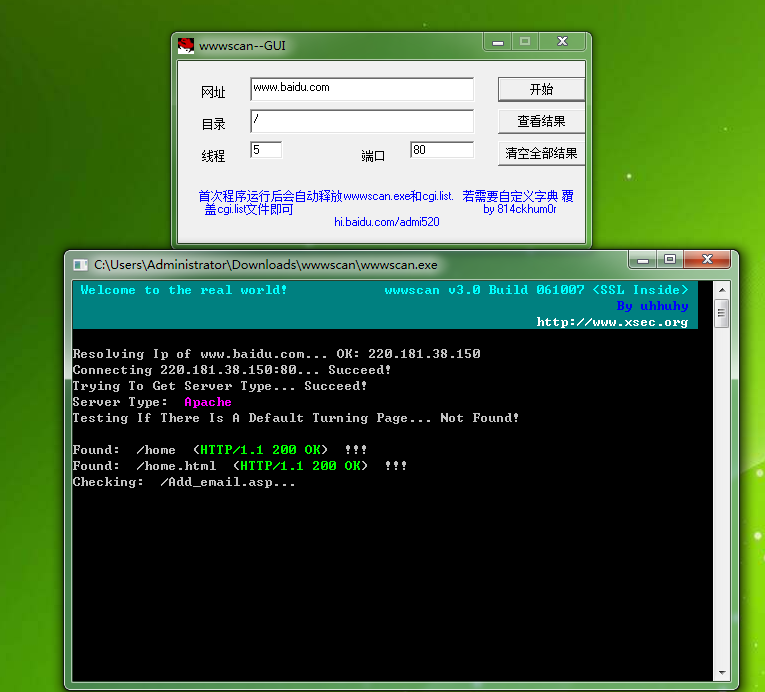 wwwscan--GUI
网址 www.baidu.com 开始
目录 / 查看结果
线程 5 端口 80 清空全部结果
首次程序运行后会自动释放wwwscan.exe和cgi.list. 若需要自定义字典 覆
盖cgi.list文件即可 by 814ckhum0r
hi.baidu.com/admi520
C:\Users\Administrator\Downloads\wwwscan\wwwscan.exe
Welcome to the real world! wwwscan v3.0 Build 061007 <SSL Inside>
By uhhuhy
http://www.xsec.org
Resolving Ip of www.baidu.com... OK: 220.181.38.150
Connecting 220.181.38.150:80... Succeed!
Trying To Get Server Type... Succeed!
Server Type: Apache
Testing If There Is A Default Turning Page... Not Found!
Found: /home (HTTP/1.1 200 OK) !!!
Found: /home.html (HTTP/1.1 200 OK) !!!
Checking: /Add_email.asp...